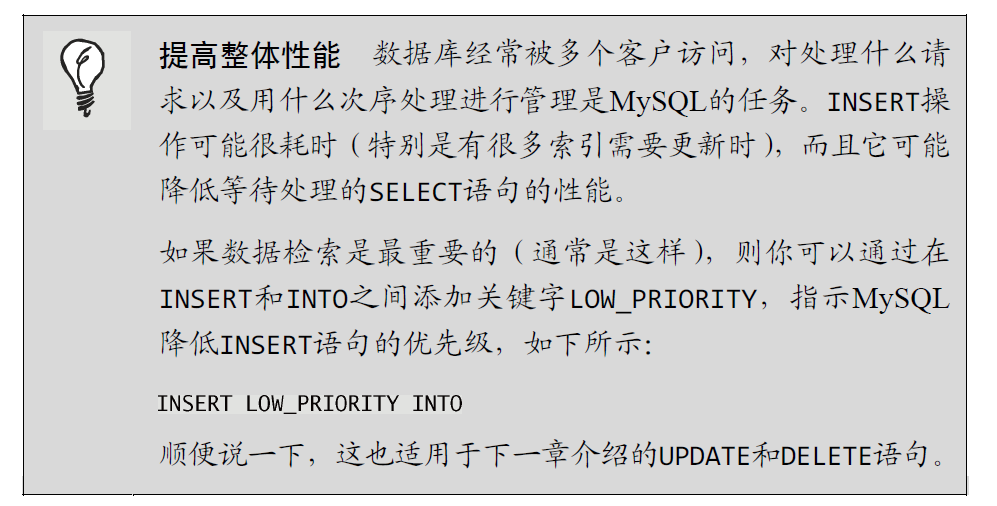 提高整体性能　数据库经常被多个客户访问，对处理什么请
求以及用什么次序处理进行管理是MySQL的任务。INSERT操
作可能很耗时（特别是有很多索引需要更新时），而且它可能
降低等待处理的SELECT语句的性能。
如果数据检索是最重要的（通常是这样），则你可以通过在
INSERT和INTO之间添加关键字LOW_PRIORITY，指示MySQL
降低INSERT语句的优先级，如下所示：
INSERT LOW_PRIORITY INTO
顺便说一下，这也适用于下一章介绍的UPDATE和DELETE语句。